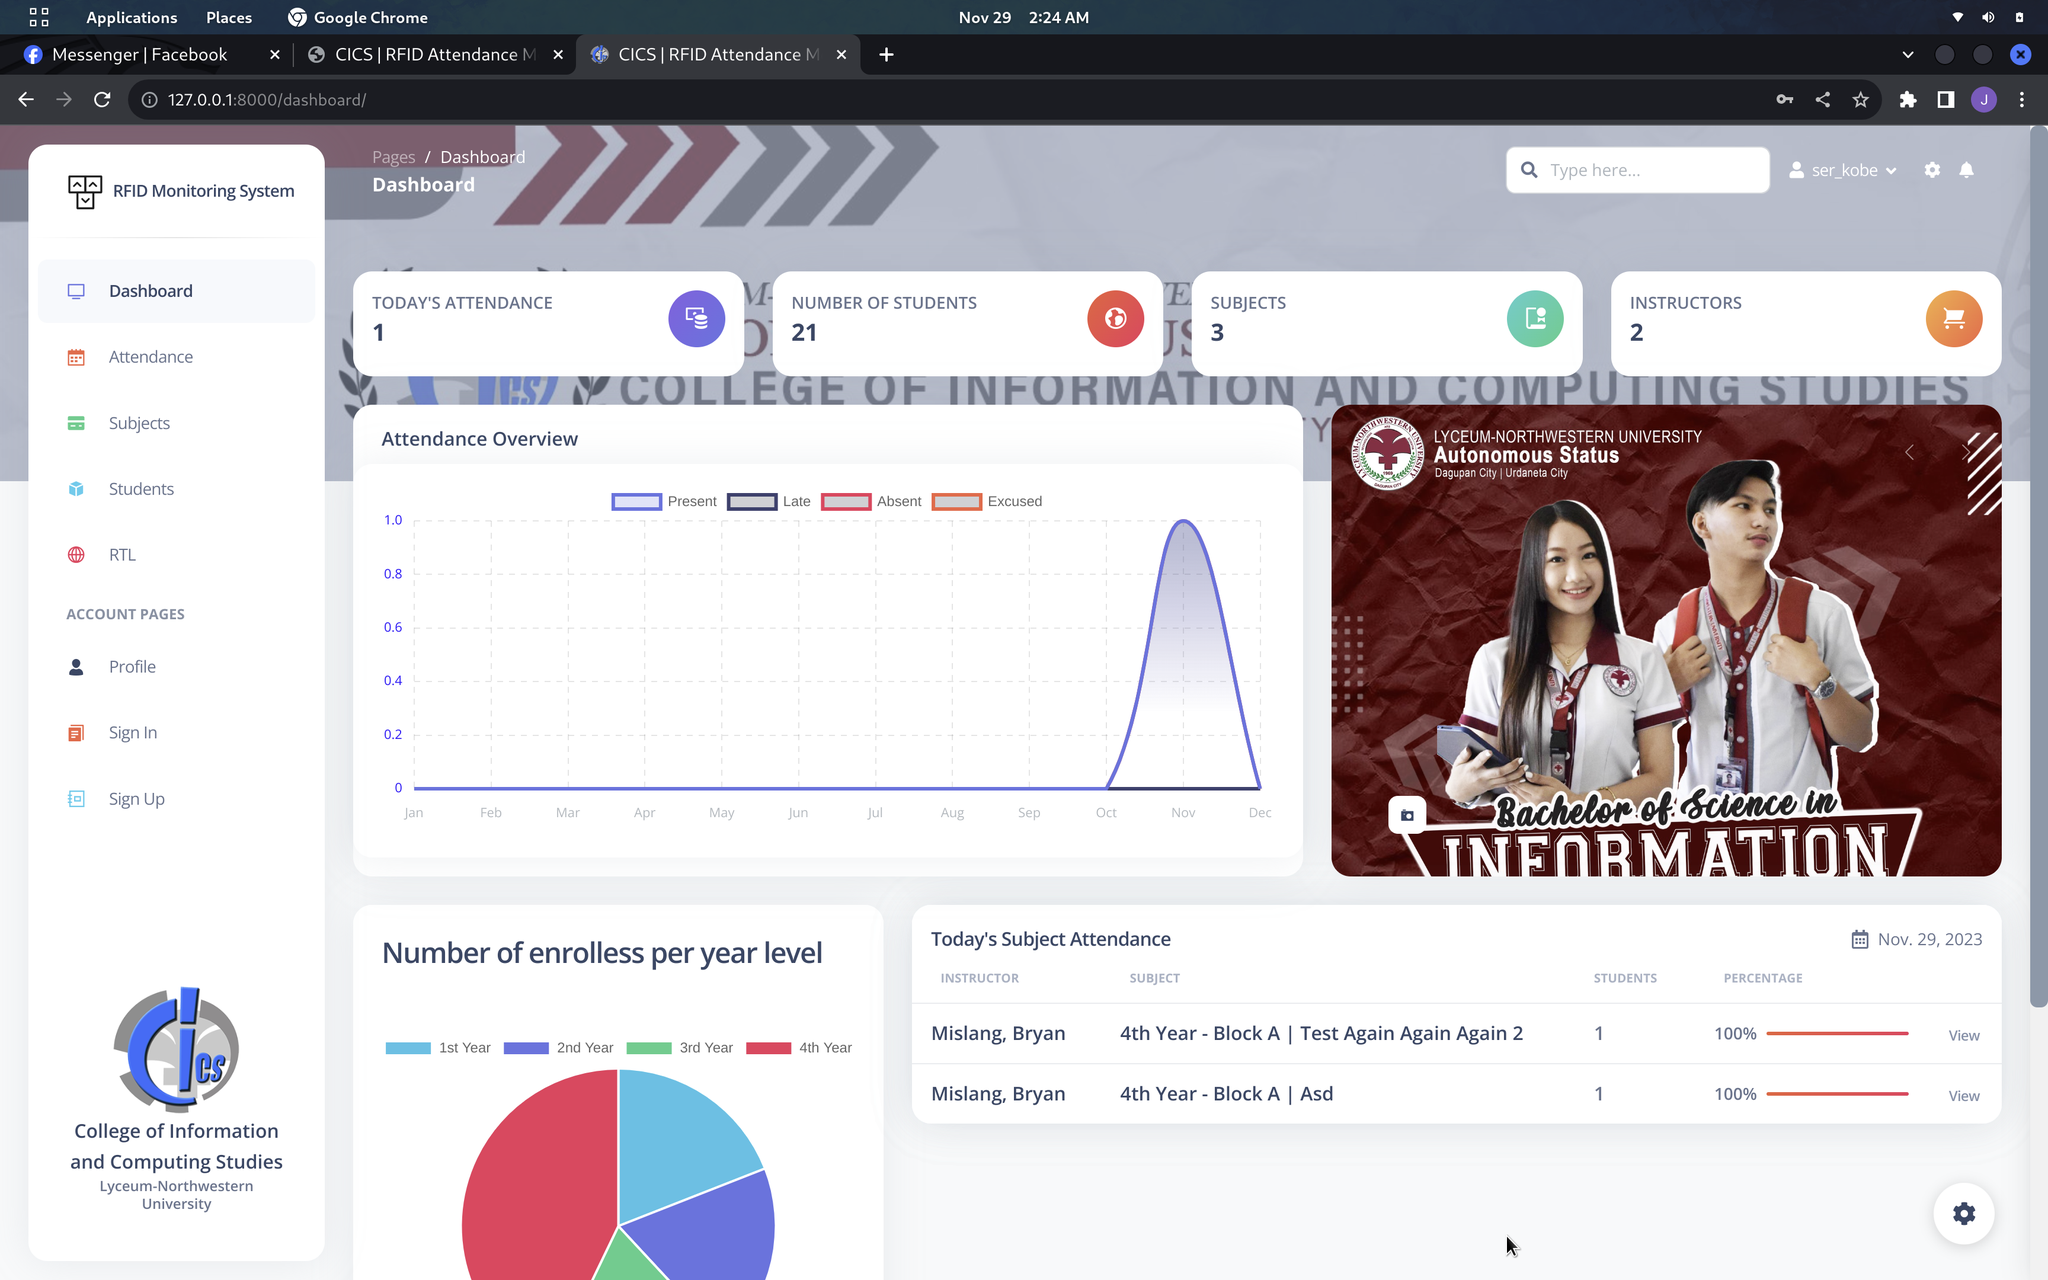 Applications Places Google Chrome Nov 29 2:24 AM
Messenger | Facebook CICS | RFID Attendance M CICS | RFID Attendance M
127.0.0.1:8000/dashboard/
RFID Monitoring System
Dashboard
Attendance
Subjects
Students
RTL
ACCOUNT PAGES
Profile
Sign In
Sign Up
College of Information
and Computing Studies
Lyceum-Northwestern
University
Pages / Dashboard
Dashboard
Type here...
ser_kobe
TODAY'S ATTENDANCE
1
NUMBER OF STUDENTS
21
SUBJECTS
3
INSTRUCTORS
2
COLLEGE OF INFORMATION AND COMPUTING STUDIES
Attendance Overview
Present Late Absent Excused
1.0
0.8
0.6
0.4
0.2
0
Jan Feb Mar Apr May Jun Jul Aug Sep Oct Nov Dec
LYCEUM-NORTHWESTERN UNIVERSITY
Autonomous Status
Dagupan City | Urdaneta City
Bachelor of Science in
INFORMATION
Number of enrolless per year level
1st Year 2nd Year 3rd Year 4th Year
Today's Subject Attendance Nov. 29, 2023
INSTRUCTOR SUBJECT STUDENTS PERCENTAGE
Mislang, Bryan 4th Year - Block A | Test Again Again Again 2 1 100% View
Mislang, Bryan 4th Year - Block A | Asd 1 100% View